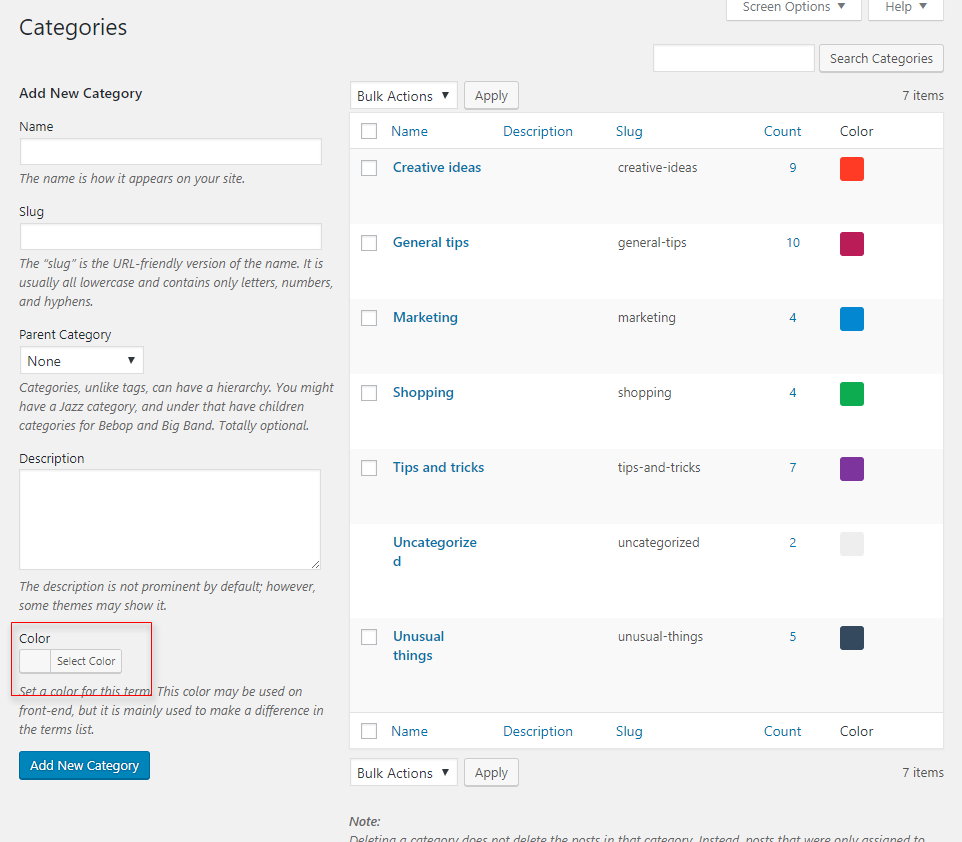 Screen Options ▼ Help ▼
Categories
Search Categories
Add New Category
Name
The name is how it appears on your site.
Slug
The “slug” is the URL-friendly version of the name. It is
usually all lowercase and contains only letters, numbers,
and hyphens.
Parent Category
None ▼
Categories, unlike tags, can have a hierarchy. You might
have a Jazz category, and under that have children
categories for Bebop and Big Band. Totally optional.
Description
The description is not prominent by default; however,
some themes may show it.
Color
Select Color
Set a color for this term. This color may be used on
front-end, but it is mainly used to make a difference in
the terms list.
Add New Category
Bulk Actions ▼ Apply 7 items
Name Description Slug Count Color
Creative ideas creative-ideas 9
General tips general-tips 10
Marketing marketing 4
Shopping shopping 4
Tips and tricks tips-and-tricks 7
Uncategorize uncategorized 2
d
Unusual unusual-things 5
things
Name Description Slug Count Color
Bulk Actions ▼ Apply 7 items
Note:
Deleting a category does not delete the posts in that category. Instead, posts that were only assigned to